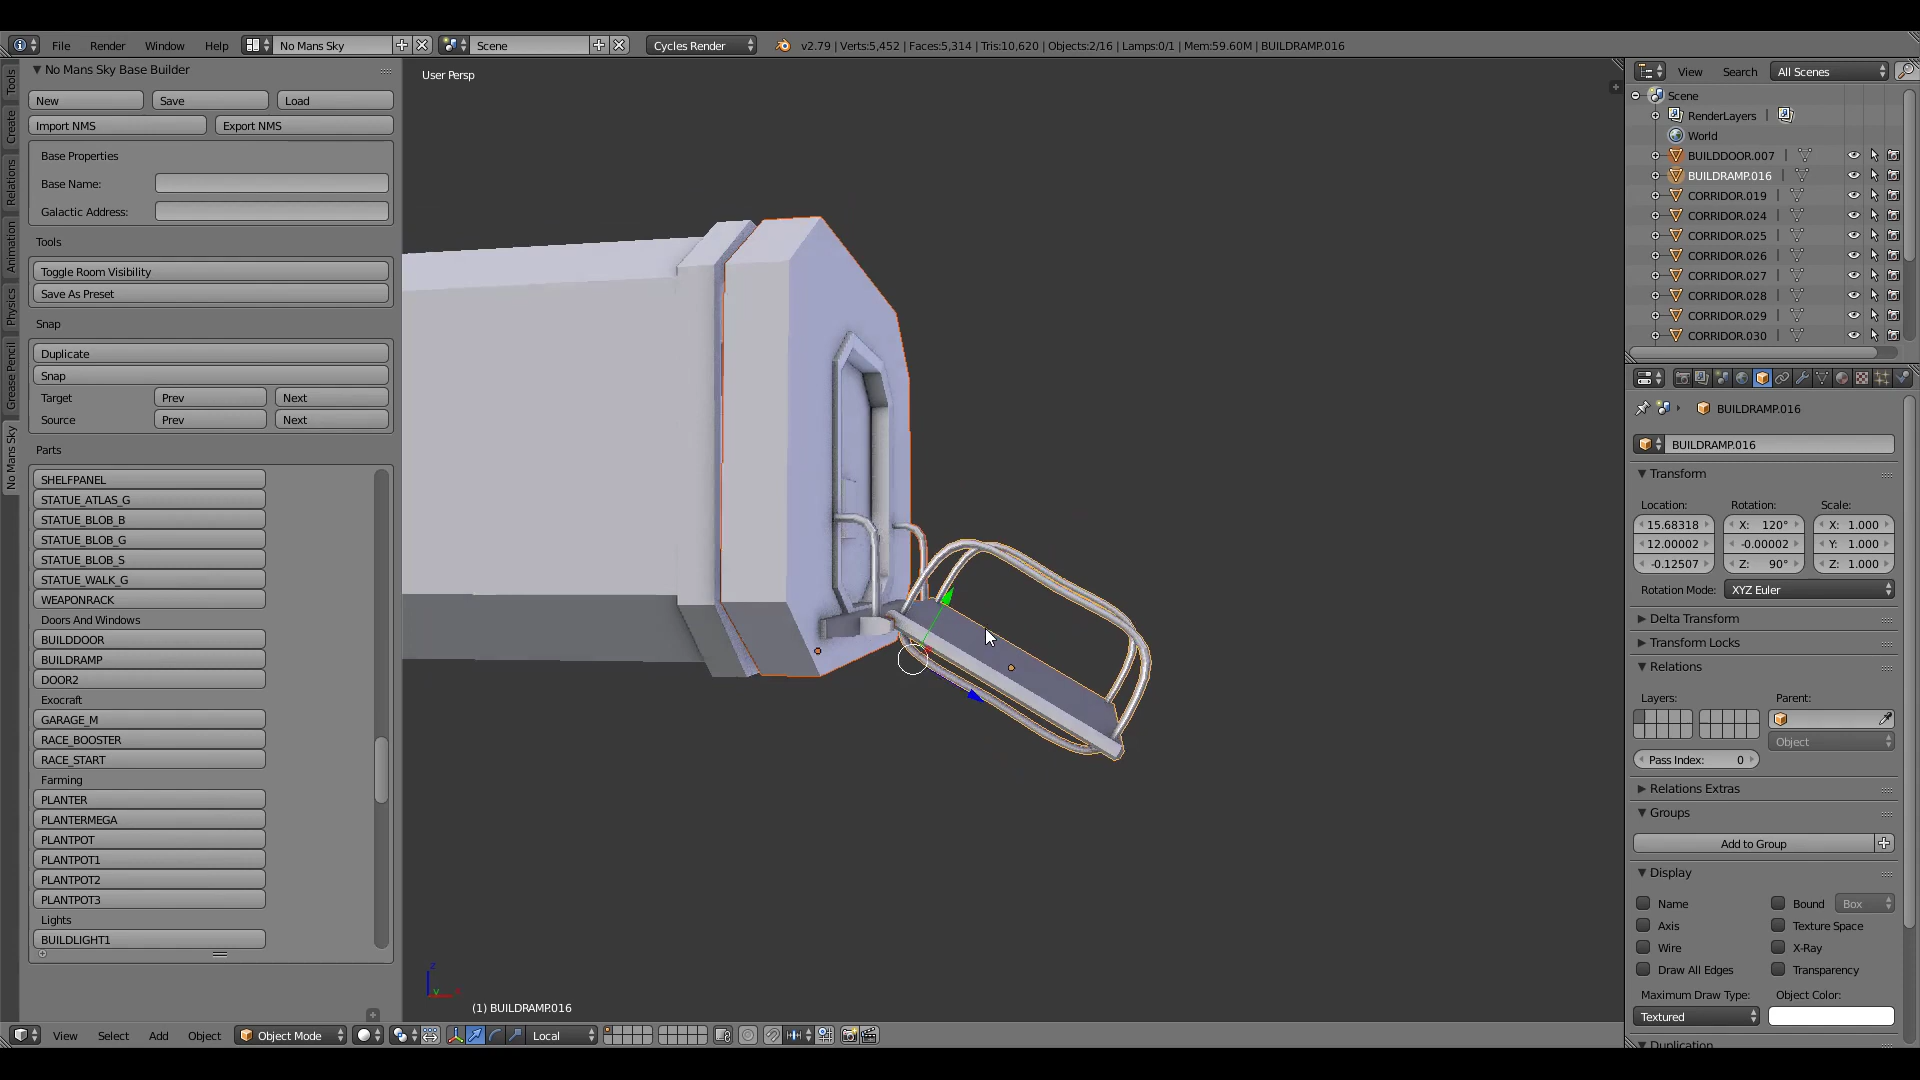 File Render Window Help No Mans Sky Scene Cycles Render v2.79 | Verts:5,452 | Faces:5,314 | Tris:10,620 | Objects:2/16 | Lamps:0/1 | Mem:59.60M | BUILDRAMP.016
Tools
Create
Relations
Animation
Physics
Grease Pencil
No Mans Sky
No Mans Sky Base Builder
New Save Load
Import NMS Export NMS
Base Properties
Base Name:
Galactic Address:
Tools
Toggle Room Visibility
Save As Preset
Snap
Duplicate
Snap
Target Prev Next
Source Prev Next
Parts
SHELFPANEL
STATUE_ATLAS_G
STATUE_BLOB_B
STATUE_BLOB_G
STATUE_BLOB_S
STATUE_WALK_G
WEAPONRACK
Doors And Windows
BUILDDOOR
BUILDRAMP
DOOR2
Exocraft
GARAGE_M
RACE_BOOSTER
RACE_START
Farming
PLANTER
PLANTERMEGA
PLANTPOT
PLANTPOT1
PLANTPOT2
PLANTPOT3
Lights
BUILDLIGHT1
User Persp
z
y
(1) BUILDRAMP.016
View Select Add Object Object Mode Local
View Search All Scenes
Scene
RenderLayers
World
BUILDDOOR.007
BUILDRAMP.016
CORRIDOR.019
CORRIDOR.024
CORRIDOR.025
CORRIDOR.026
CORRIDOR.027
CORRIDOR.028
CORRIDOR.029
CORRIDOR.030
BUILDRAMP.016
BUILDRAMP.016
Transform
Location: Rotation: Scale:
15.68318 X: 120° X: 1.000
12.00002 -0.00002 Y: 1.000
-0.12507 Z: 90° Z: 1.000
Rotation Mode: XYZ Euler
Delta Transform
Transform Locks
Relations
Layers: Parent:
Object
Pass Index: 0
Relations Extras
Groups
Add to Group
Display
Name Bound Box
Axis Texture Space
Wire X-Ray
Draw All Edges Transparency
Maximum Draw Type: Object Color:
Textured
Duplication